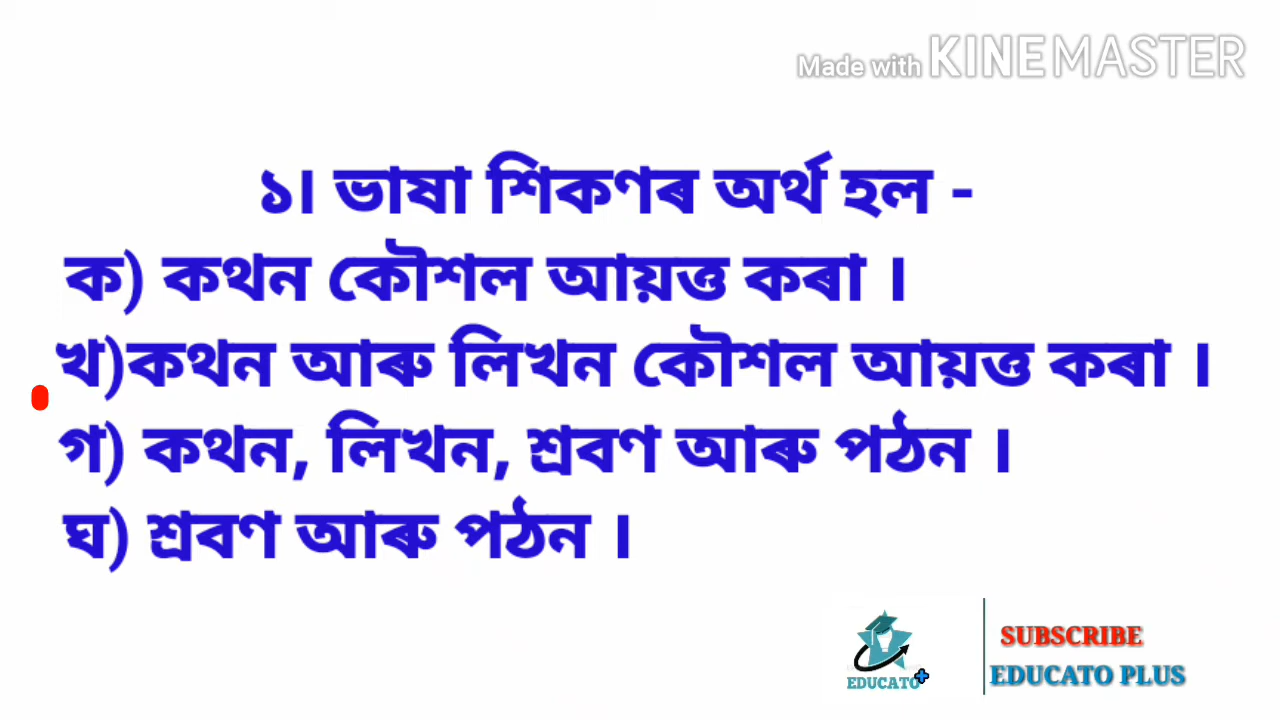 Made with KINEMASTER
১। ভাষা শিকণৰ অৰ্থ হল -
ক) কথন কৌশল আয়ত্ত কৰা ।
খ)কথন আৰু লিখন কৌশল আয়ত্ত কৰা ।
গ) কথন, লিখন, শ্ৰবণ আৰু পঠন ।
ঘ) শ্ৰবণ আৰু পঠন ।
SUBSCRIBE
EDUCATO+
EDUCATO PLUS